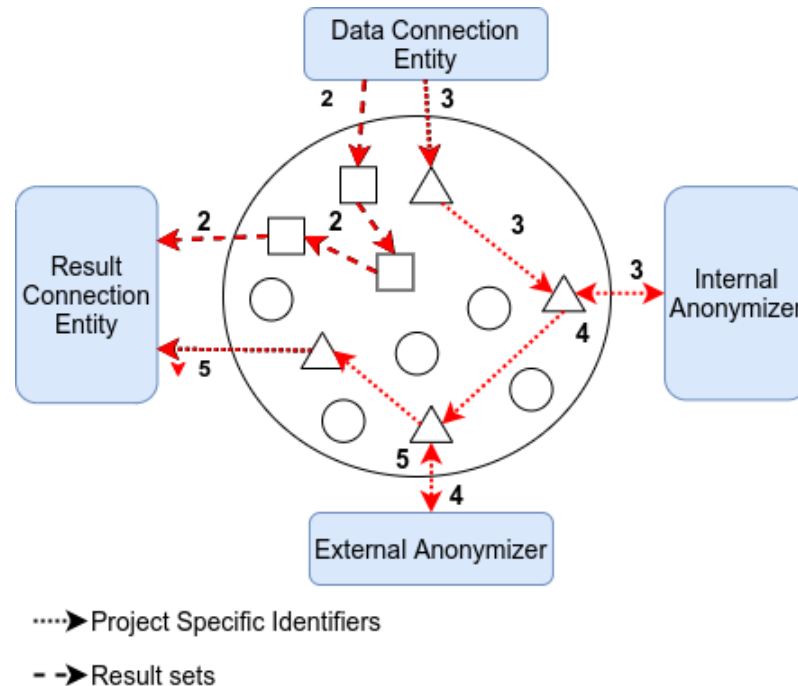 Data Connection
Entity
2
3
2
2
3
3
Result
Connection
Entity
Internal
Anonymizer
4
5
5
4
External Anonymizer
Project Specific Identifiers
Result sets